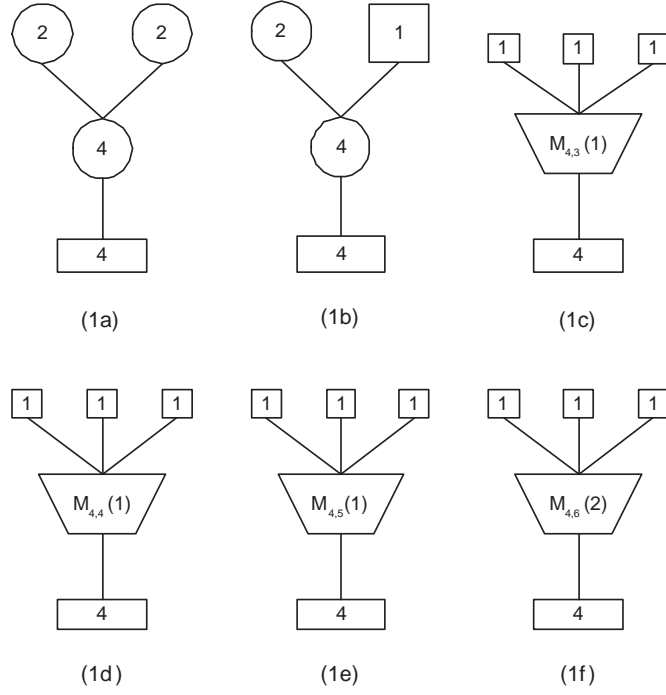 2 2 2 1 1 1 1
4 4 M4,3(1)
4 4 4
(1a) (1b) (1c)
1 1 1 1 1 1 1 1 1
M4,4(1) M4,5(1) M4,6(2)
4 4 4
(1d) (1e) (1f)